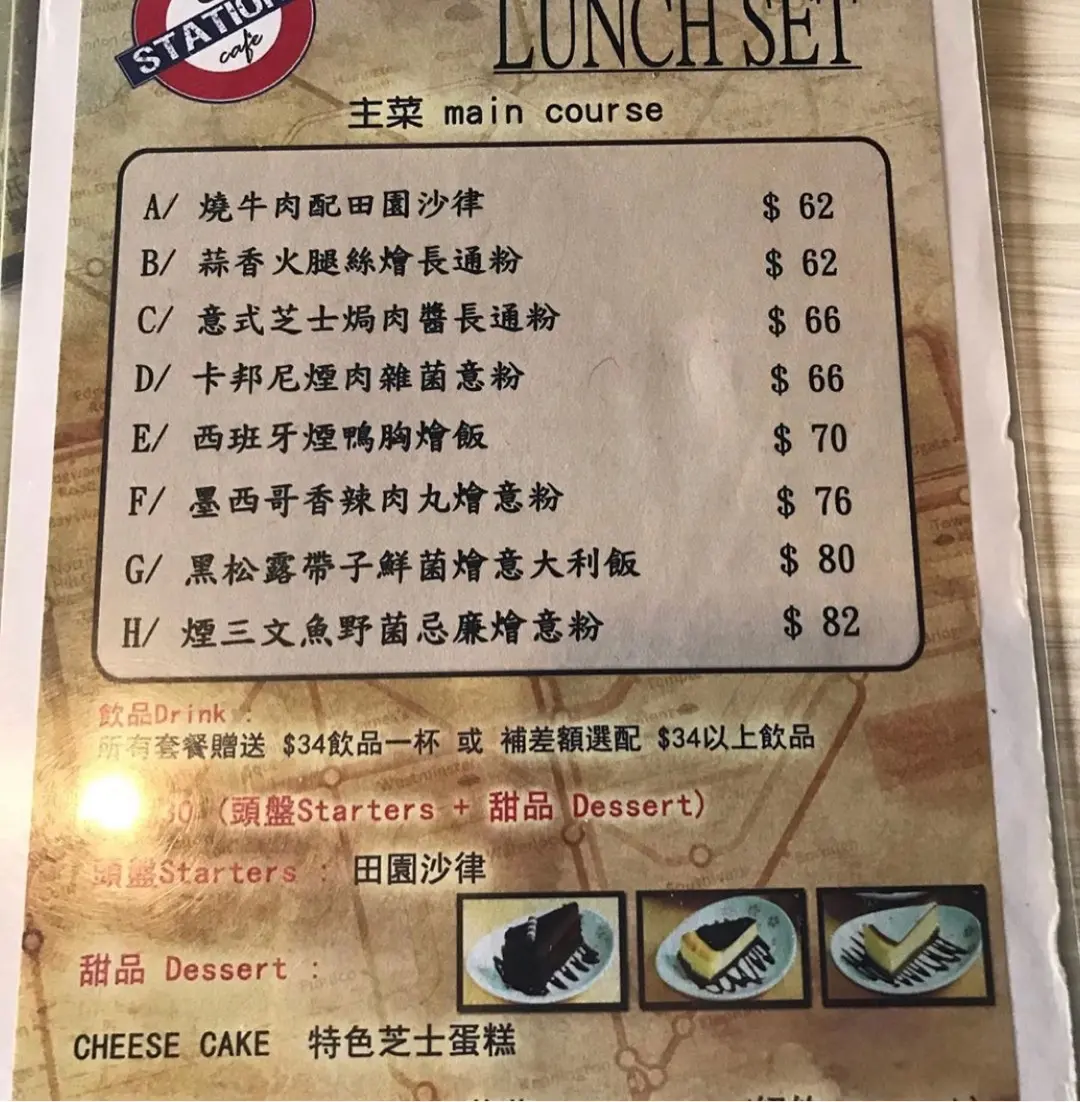 STATION
cafe
LUNCH SET
主菜 main course
A/ 燒牛肉配田園沙律 $ 62
B/ 蒜香火腿絲燴長通粉 $ 62
C/ 意式芝士焗肉醬長通粉 $ 66
D/ 卡邦尼煙肉雜菌意粉 $ 66
E/ 西班牙煙鴨胸燴飯 $ 70
F/ 墨西哥香辣肉丸燴意粉 $ 76
G/ 黑松露帶子鮮菌燴意大利飯 $ 80
H/ 煙三文魚野菌忌廉燴意粉 $ 82
飲品Drink :
所有套餐贈送 $34飲品一杯 或 補差額選配 $34以上飲品
(頭盤Starters + 甜品 Dessert)
頭盤Starters : 田園沙律
甜品 Dessert :
CHEESE CAKE 特色芝士蛋糕